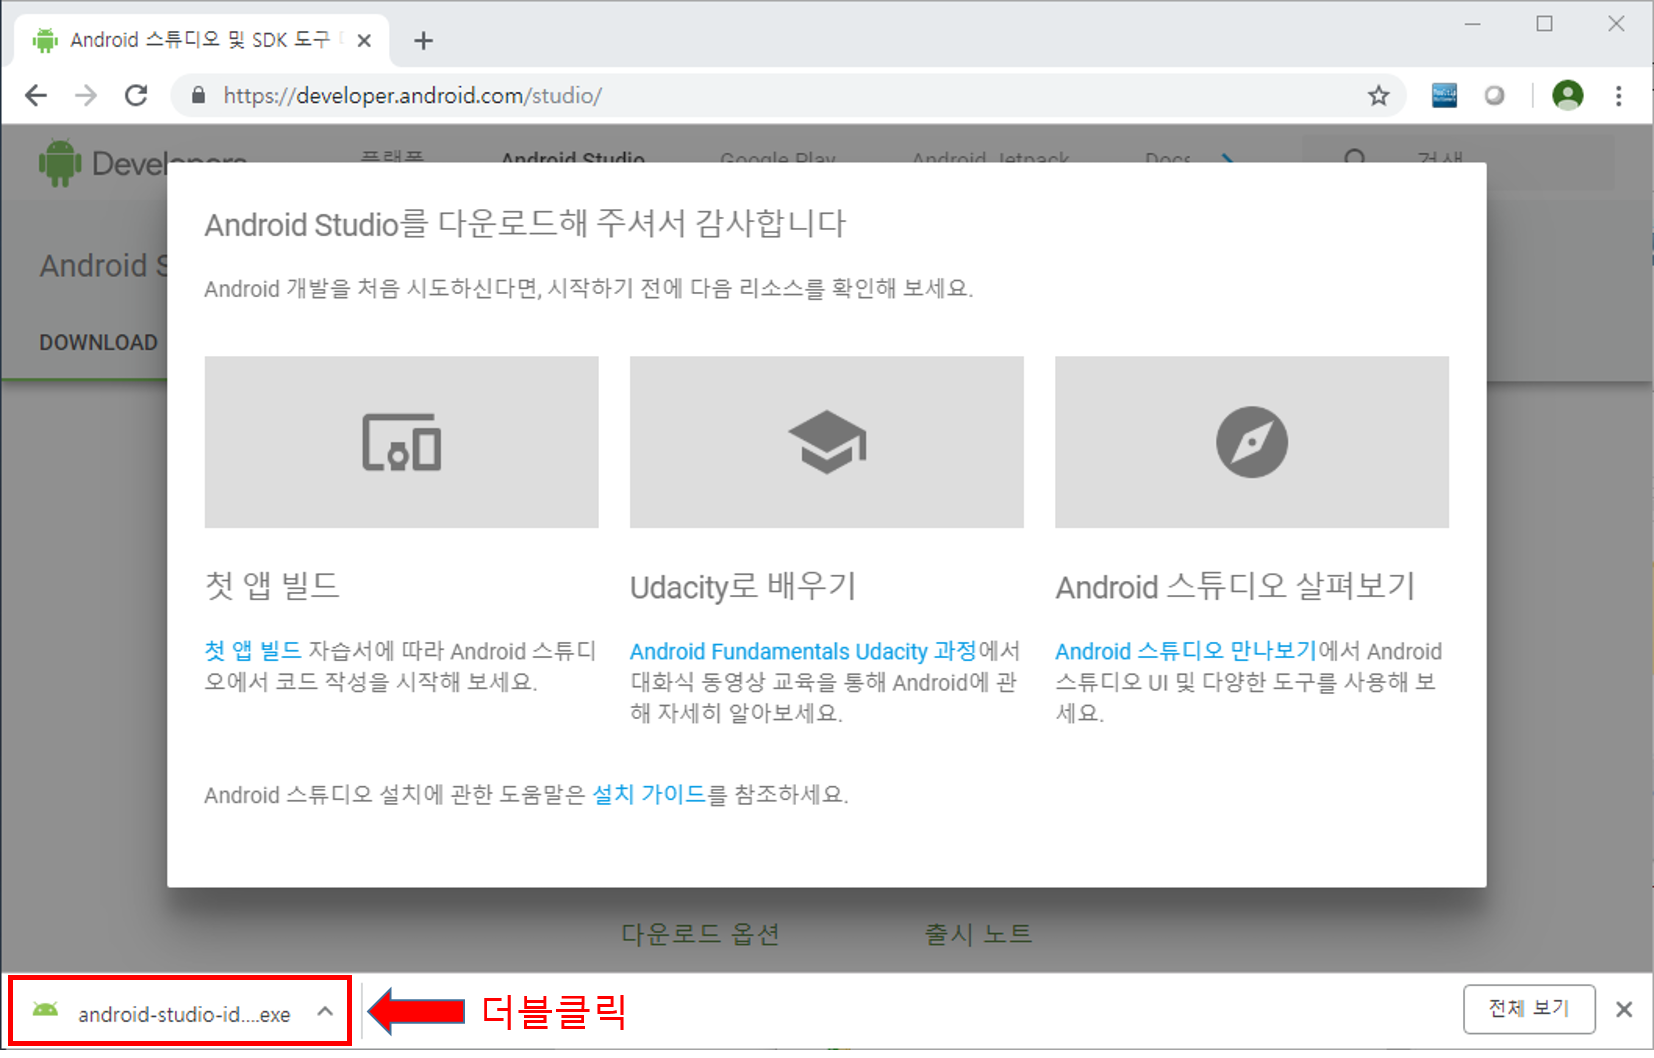 Android 스튜디오 및 SDK 도구
https://developer.android.com/studio/
Developers 플랫폼 Android Studio Google Play Android Jetpack Docs 검색
Android S
DOWNLOAD
Android Studio를 다운로드해 주셔서 감사합니다
Android 개발을 처음 시도하신다면, 시작하기 전에 다음 리소스를 확인해 보세요.
첫 앱 빌드
첫 앱 빌드 자습서에 따라 Android 스튜디
오에서 코드 작성을 시작해 보세요.
Udacity로 배우기
Android Fundamentals Udacity 과정에서
대화식 동영상 교육을 통해 Android에 관
해 자세히 알아보세요.
Android 스튜디오 살펴보기
Android 스튜디오 만나보기에서 Android
스튜디오 UI 및 다양한 도구를 사용해 보
세요.
Android 스튜디오 설치에 관한 도움말은 설치 가이드를 참조하세요.
다운로드 옵션 출시 노트
android-studio-id....exe
더블클릭
전체 보기